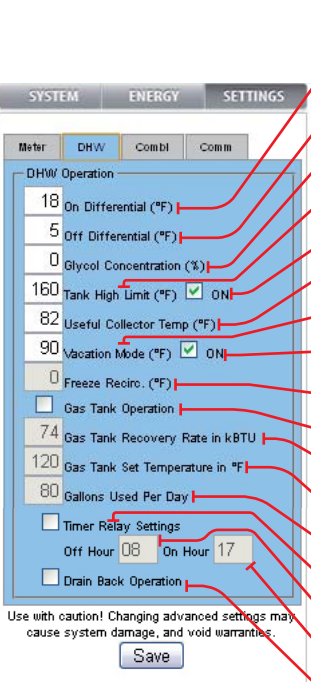 SYSTEM ENERGY SETTINGS
Meter DHW Combi Comm
DHW Operation
18 On Differential (°F)
5 Off Differential (°F)
0 Glycol Concentration (%)
160 Tank High Limit (°F) ON
82 Useful Collector Temp (°F)
90 Vacation Mode (°F) ON
0 Freeze Recirc. (°F)
Gas Tank Operation
74 Gas Tank Recovery Rate in kBTU
120 Gas Tank Set Temperature in °F
80 Gallons Used Per Day
Timer Relay Settings
Off Hour 08 On Hour 17
Drain Back Operation
Use with caution! Changing advanced settings may
cause system damage, and void warranties.
Save